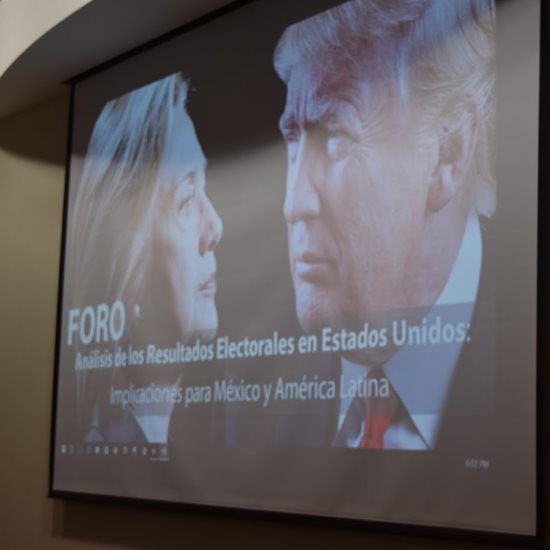 FORO
Análisis de los Resultados Electorales en Estados Unidos:
Implicaciones para México y América Latina
6:02 PM